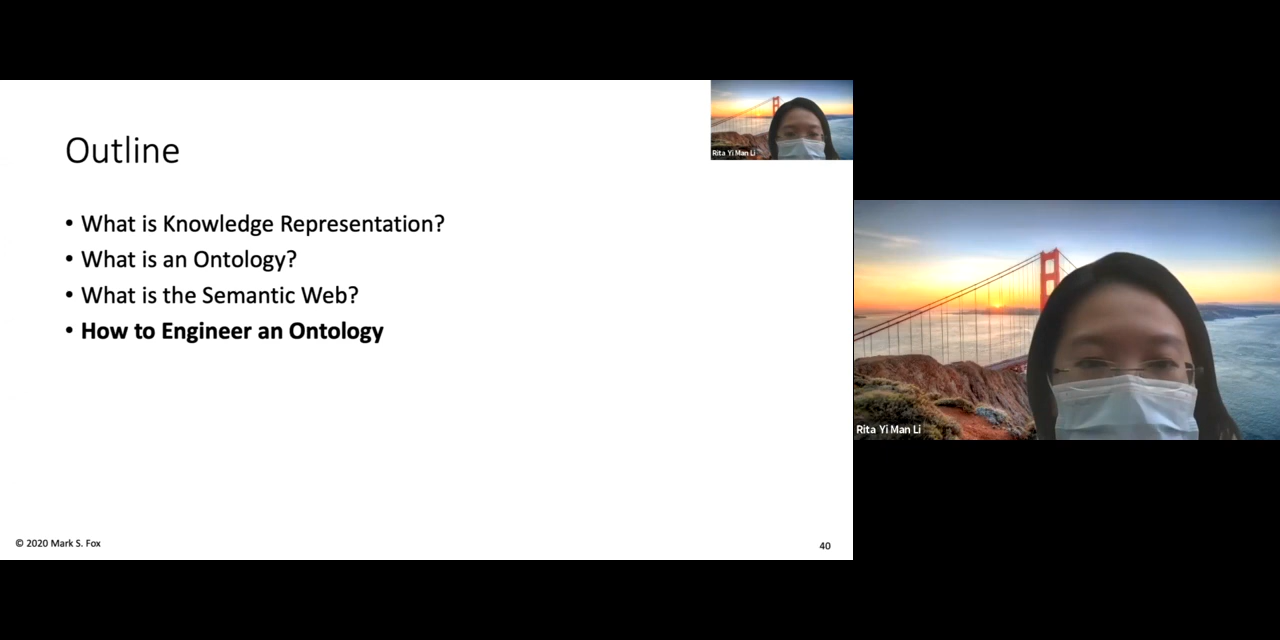 Outline
• What is Knowledge Representation?
• What is an Ontology?
• What is the Semantic Web?
• How to Engineer an Ontology
© 2020 Mark S. Fox
40
Rita Yi Man Li
Rita Yi Man Li